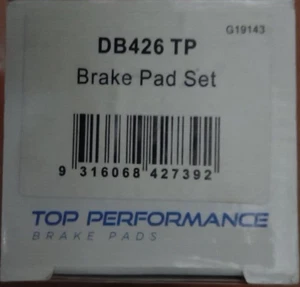 G19143
DB426 TP
Brake Pad Set
9 316068 427392
TOP PERFORMANCE
BRAKE PADS